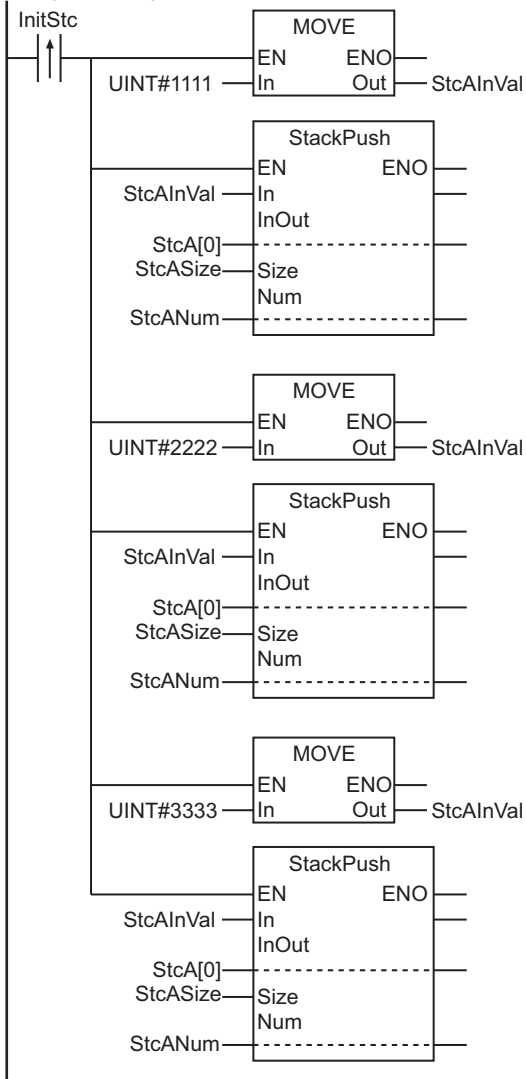 InitStc
MOVE
EN ENO
UINT#1111 In Out StcAInVal
StackPush
EN ENO
StcAInVal In
InOut
StcA[0]
StcASize Size
Num
StcANum
MOVE
EN ENO
UINT#2222 In Out StcAInVal
StackPush
EN ENO
StcAInVal In
InOut
StcA[0]
StcASize Size
Num
StcANum
MOVE
EN ENO
UINT#3333 In Out StcAInVal
StackPush
EN ENO
StcAInVal In
InOut
StcA[0]
StcASize Size
Num
StcANum